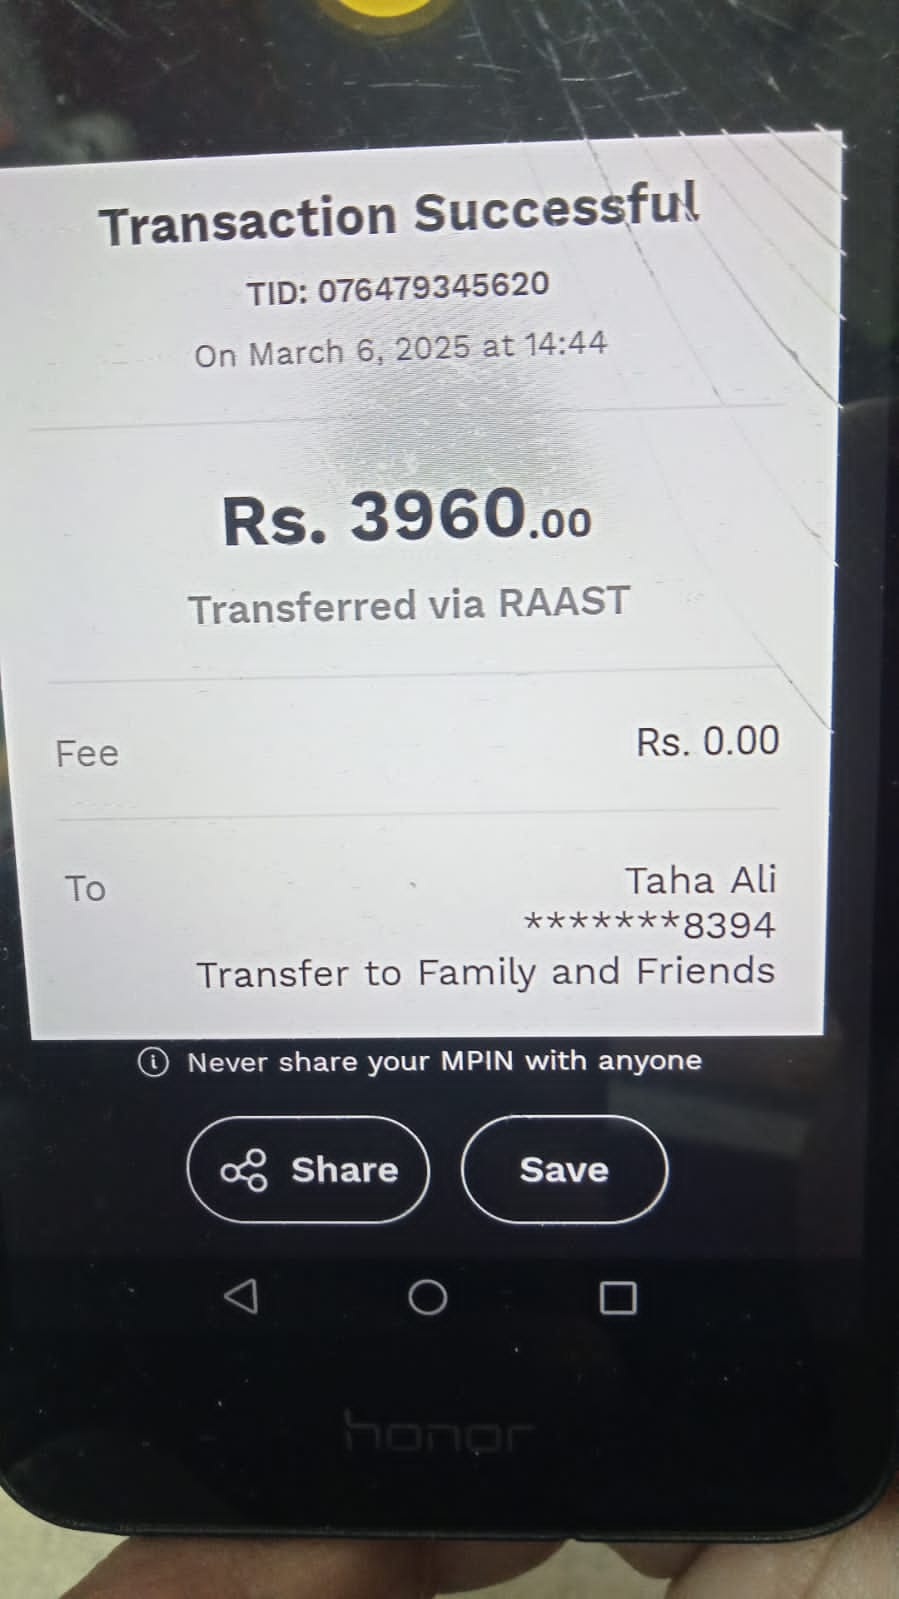 Transaction Successful
TID: 076479345620
On March 6, 2025 at 14:44
Rs. 3960.00
Transferred via RAAST
Fee
Rs. 0.00
To
Taha Ali
*******8394
Transfer to Family and Friends
Never share your MPIN with anyone
Share
Save
honor